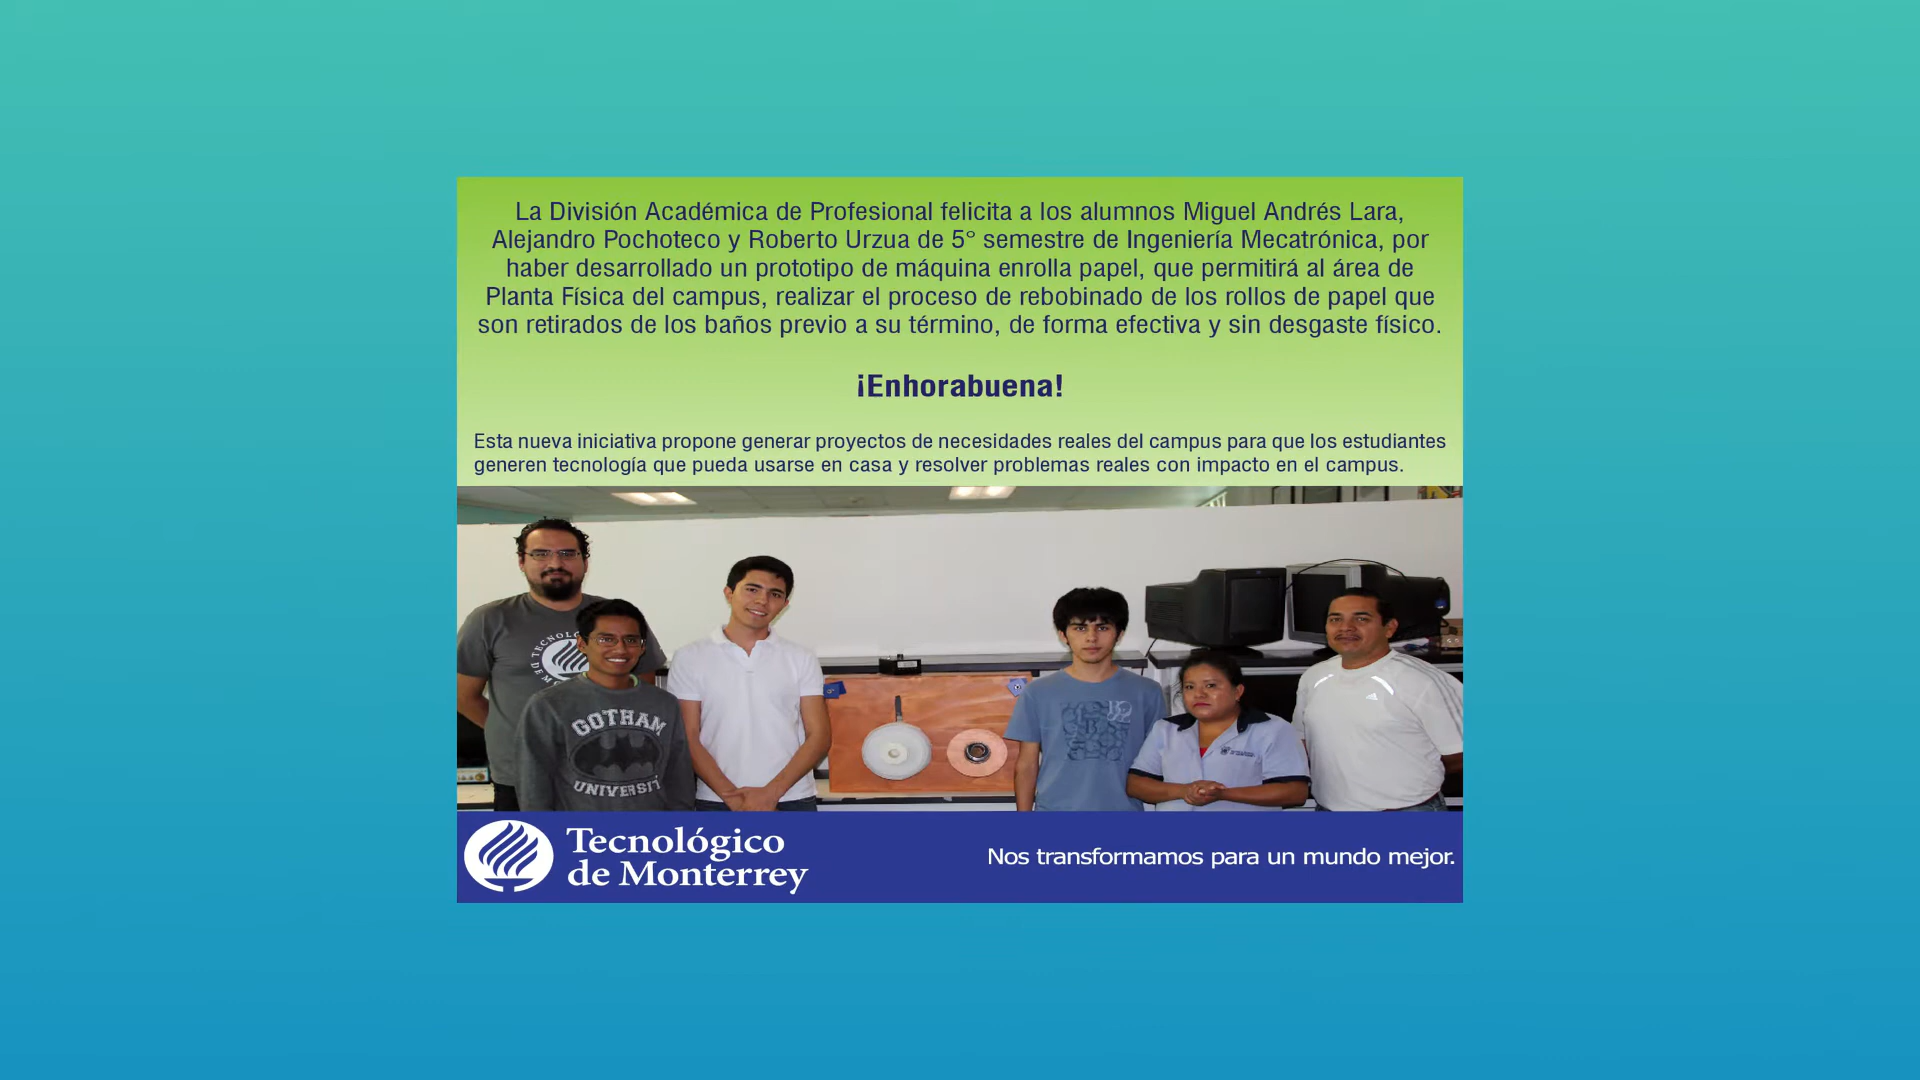 La División Académica de Profesional felicita a los alumnos Miguel Andrés Lara,
Alejandro Pochoteco y Roberto Urzua de 5° semestre de Ingeniería Mecatrónica, por
haber desarrollado un prototipo de máquina enrolla papel, que permitirá al área de
Planta Física del campus, realizar el proceso de rebobinado de los rollos de papel que
son retirados de los baños previo a su término, de forma efectiva y sin desgaste físico.
¡Enhorabuena!
Esta nueva iniciativa propone generar proyectos de necesidades reales del campus para que los estudiantes
generen tecnología que pueda usarse en casa y resolver problemas reales con impacto en el campus.
GOTHAM
UNIVERSIT
Tecnológico
de Monterrey
Nos transformamos para un mundo mejor.